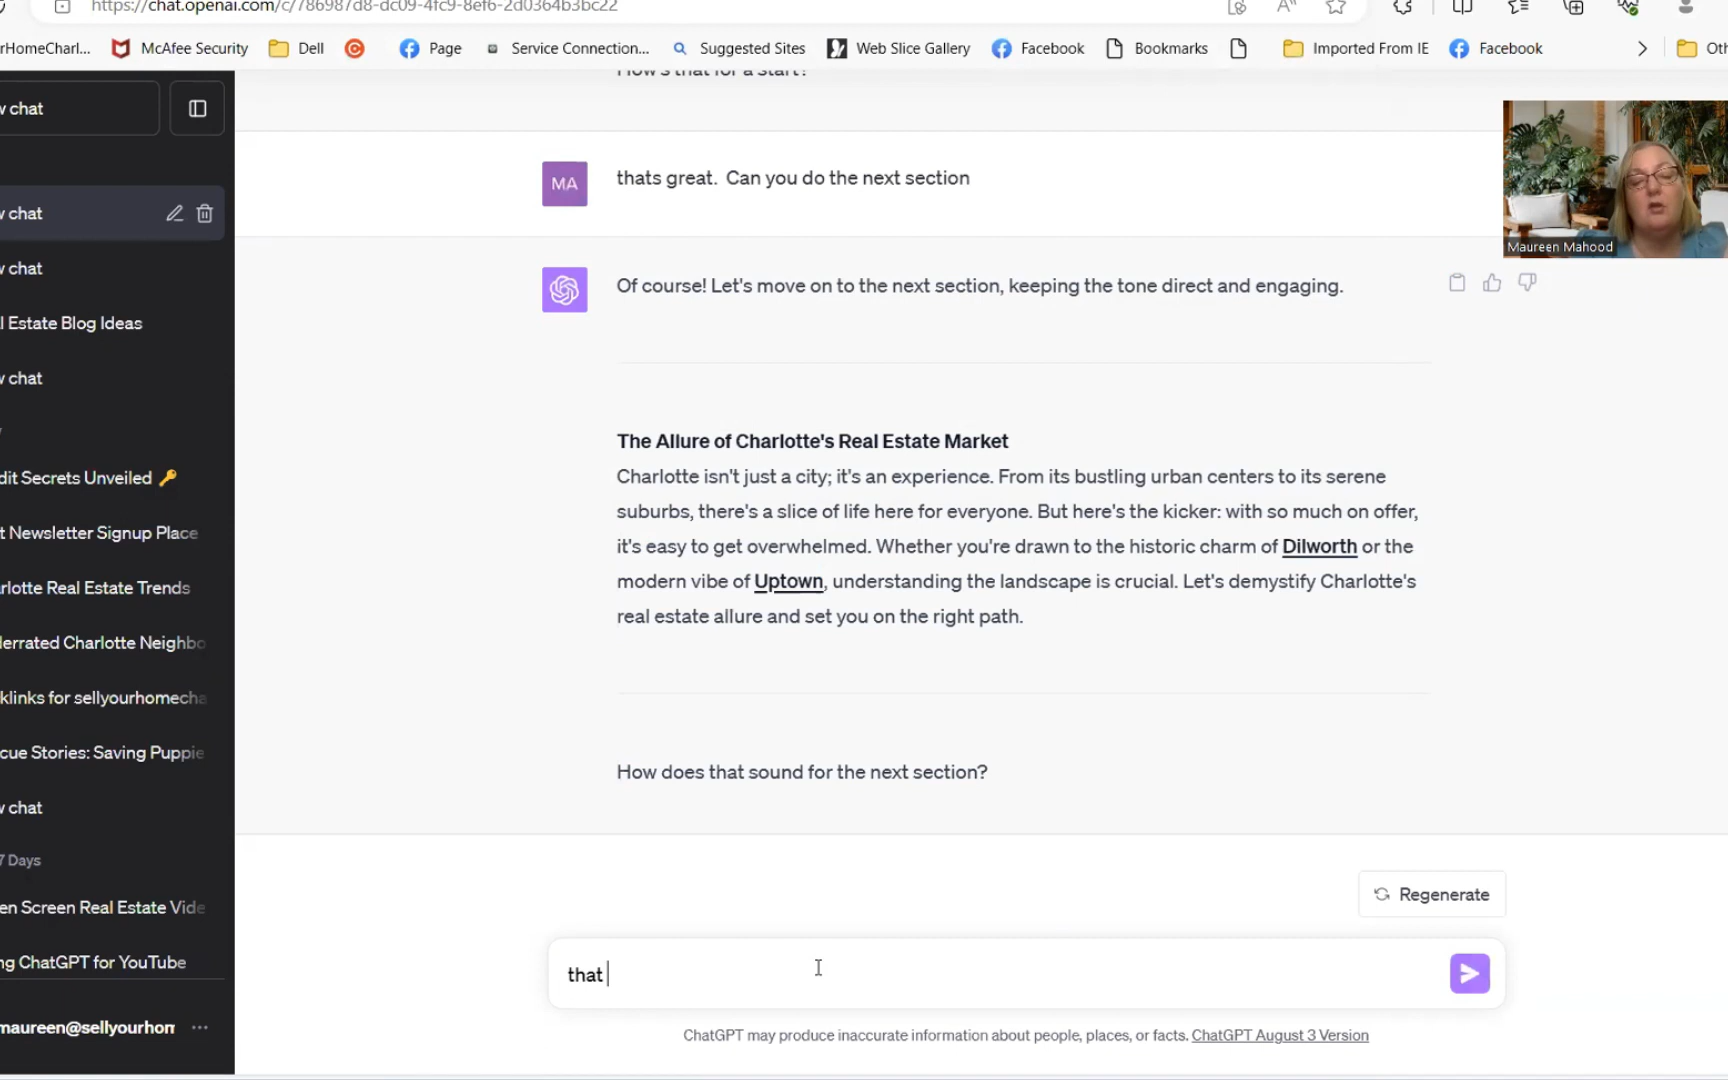 https://chat.openai.com/c/786987d8-dc09-4fc9-8ef6-2d0364b3bc22
rHomeCharl... McAfee Security Dell Page Service Connection... Suggested Sites Web Slice Gallery Facebook Bookmarks Imported From IE Facebook Oth
How's that for a start?
w chat
w chat
w chat
l Estate Blog Ideas
w chat
dit Secrets Unveiled 🔑
t Newsletter Signup Place
rlotte Real Estate Trends
derrated Charlotte Neighbo
klinks for sellyourhomecha
cue Stories: Saving Puppie
w chat
7 Days
en Screen Real Estate Vide
ng ChatGPT for YouTube
maureen@sellyourhom ...
MA
thats great. Can you do the next section
Maureen Mahood
Of course! Let's move on to the next section, keeping the tone direct and engaging.
The Allure of Charlotte's Real Estate Market
Charlotte isn't just a city; it's an experience. From its bustling urban centers to its serene
suburbs, there's a slice of life here for everyone. But here's the kicker: with so much on offer,
it's easy to get overwhelmed. Whether you're drawn to the historic charm of Dilworth or the
modern vibe of Uptown, understanding the landscape is crucial. Let's demystify Charlotte's
real estate allure and set you on the right path.
How does that sound for the next section?
Regenerate
that
ChatGPT may produce inaccurate information about people, places, or facts. ChatGPT August 3 Version